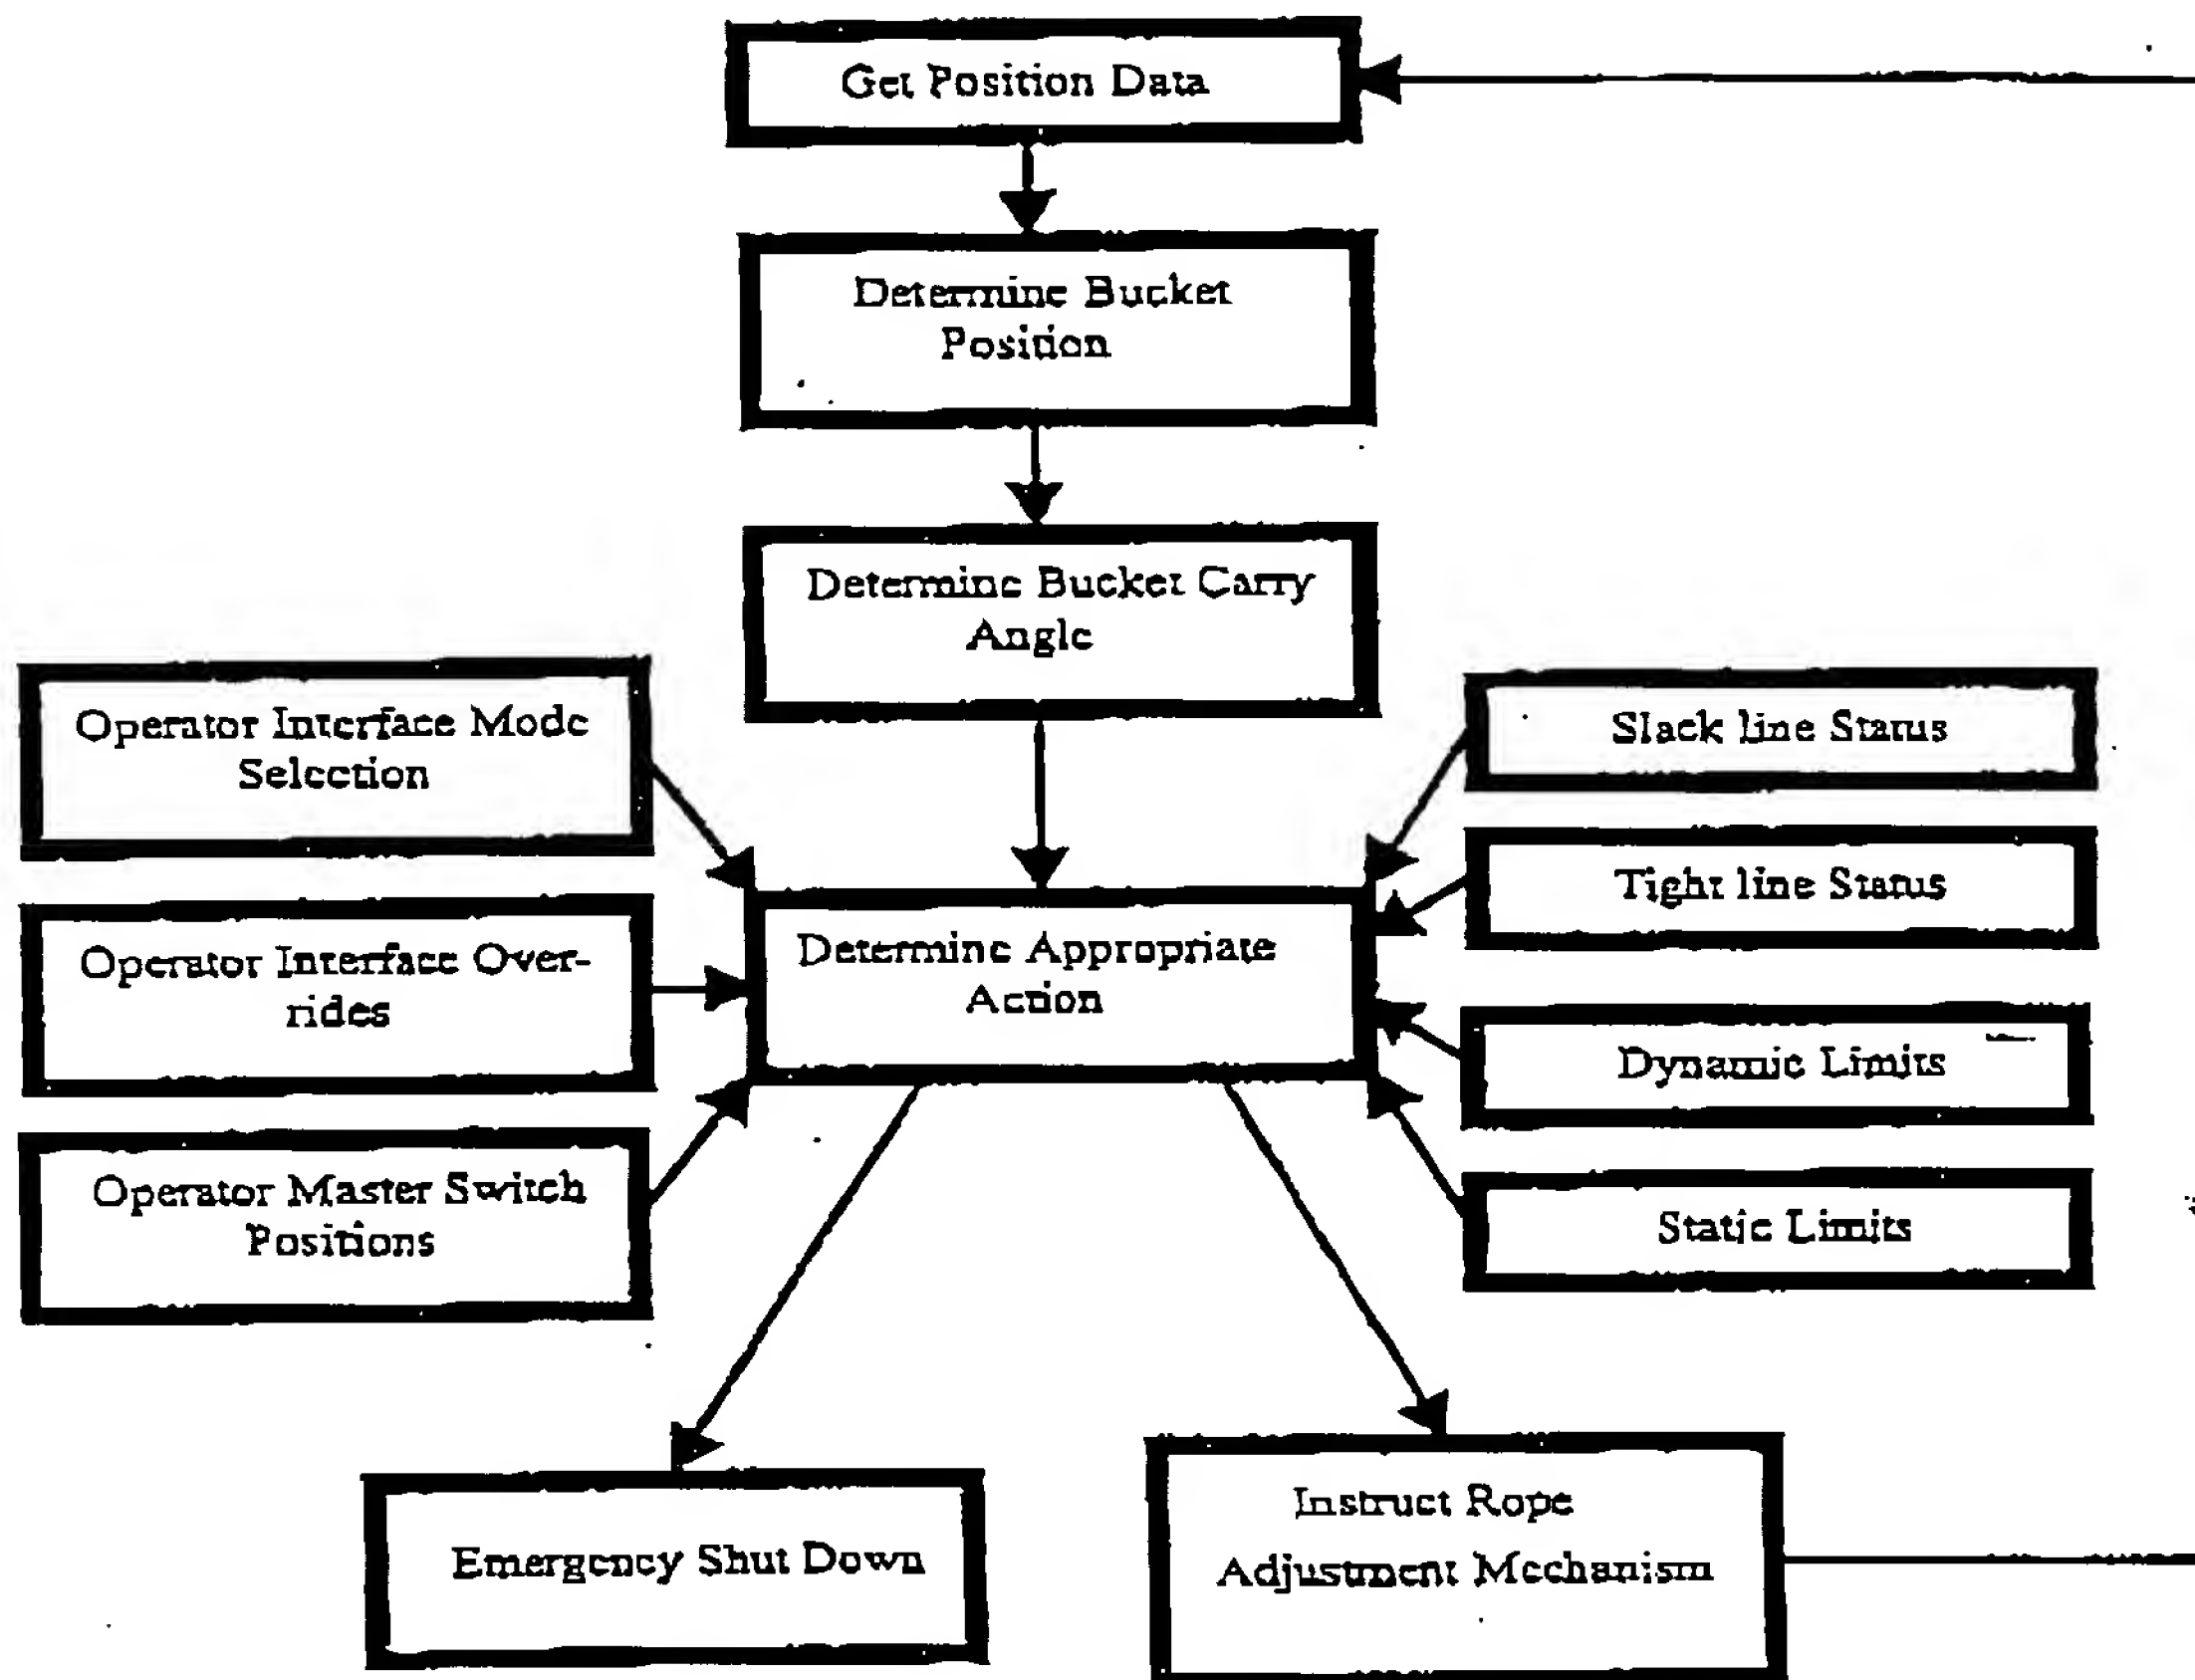 Get Position Data
Determine Bucket
Position
Determine Bucket Carry
Angle
Operator Interface Mode
Selection
Slack line Status
Tight line Status
Operator Interface Over-
rides
Determine Appropriate
Action
Dynamic Limits
Operator Master Switch
Positions
Static Limits
Emergency Shut Down
Instruct Rope
Adjustment Mechanism